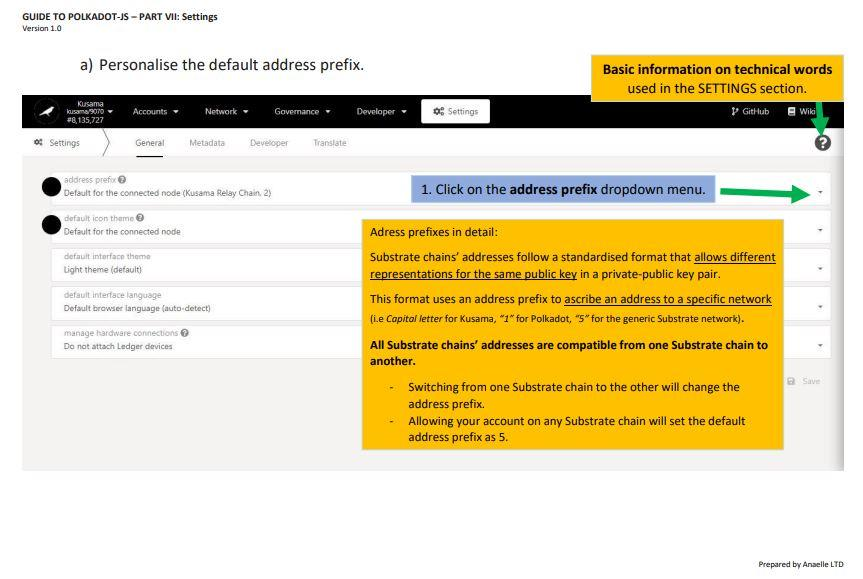 GUIDE TO POLKADOT-JS – PART VII: Settings
Version 1.0
a) Personalise the default address prefix.
Basic information on technical words
used in the SETTINGS section.
Kusama
kusama/9070
#8,135,727
Accounts
Network
Governance
Developer
Settings
GitHub
Wiki
Settings
General
Metadata
Developer
Translate
address prefix
Default for the connected node (Kusama Relay Chain, 2)
1. Click on the address prefix dropdown menu.
default icon theme
Default for the connected node
default interface theme
Light theme (default)
default interface language
Default browser language (auto-detect)
manage hardware connections
Do not attach Ledger devices
Adress prefixes in detail:
Substrate chains' addresses follow a standardised format that allows different
representations for the same public key in a private-public key pair.
This format uses an address prefix to ascribe an address to a specific network
(i.e Capital letter for Kusama, "1" for Polkadot, "5" for the generic Substrate network).
All Substrate chains' addresses are compatible from one Substrate chain to
another.
- Switching from one Substrate chain to the other will change the
address prefix.
- Allowing your account on any Substrate chain will set the default
address prefix as 5.
Save
Prepared by Anaelle LTD